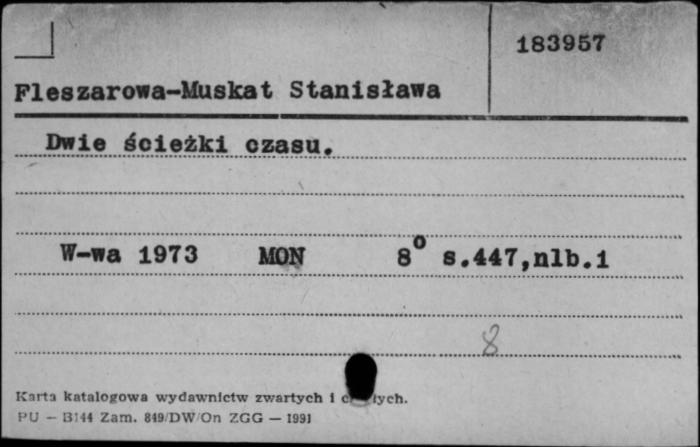 183957
Fleszarowa-Muskat Stanisława
Dwie ścieżki czasu.
W-wa 1973 MON 8° s.447,nlb.1
8
Karta katalogowa wydawnictw zwartych i
PU — B144 Zam. 849/DW/On ZGG — 1991